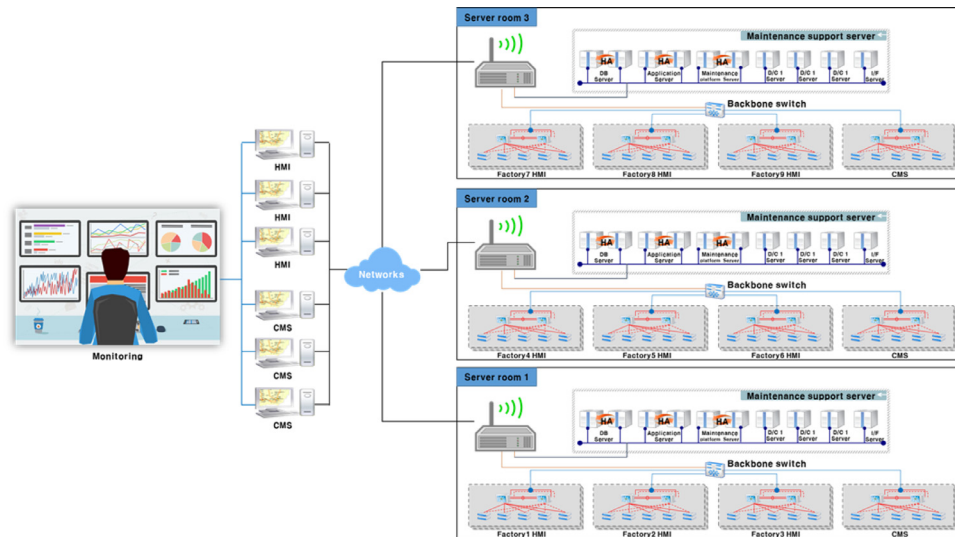 Monitoring
HMI
HMI
HMI
CMS
CMS
CMS
Networks
Server room 3
Maintenance support server
HA
HA
HA
DB
Server
Application
Server
Maintenance
platform Server
D/C 1
Server
D/C 1
Server
D/C 1
Server
I/F
Server
Backbone switch
Factory7 HMI
Factory8 HMI
Factory9 HMI
CMS
Server room 2
Maintenance support server
HA
HA
HA
DB
Server
Application
Server
Maintenance
platform Server
D/C 1
Server
D/C 1
Server
D/C 1
Server
I/F
Server
Backbone switch
Factory4 HMI
Factory5 HMI
Factory6 HMI
CMS
Server room 1
Maintenance support server
HA
HA
HA
DB
Server
Application
Server
Maintenance
platform Server
D/C 1
Server
D/C 1
Server
D/C 1
Server
I/F
Server
Backbone switch
Factory1 HMI
Factory2 HMI
Factory3 HMI
CMS